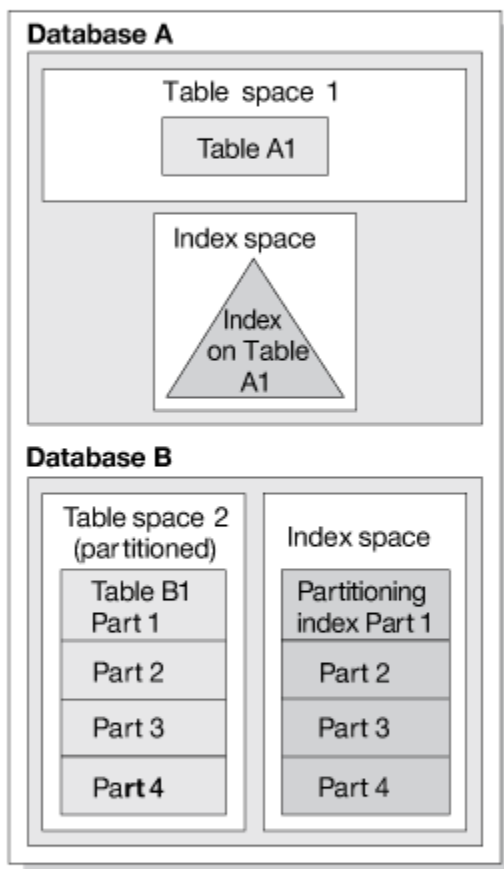 Database A
Table space 1
Table A1
Index space
Index
on Table
A1
Database B
Table space 2
(partitioned)
Table B1
Part 1
Part 2
Part 3
Part 4
Index space
Partitioning
index Part 1
Part 2
Part 3
Part 4